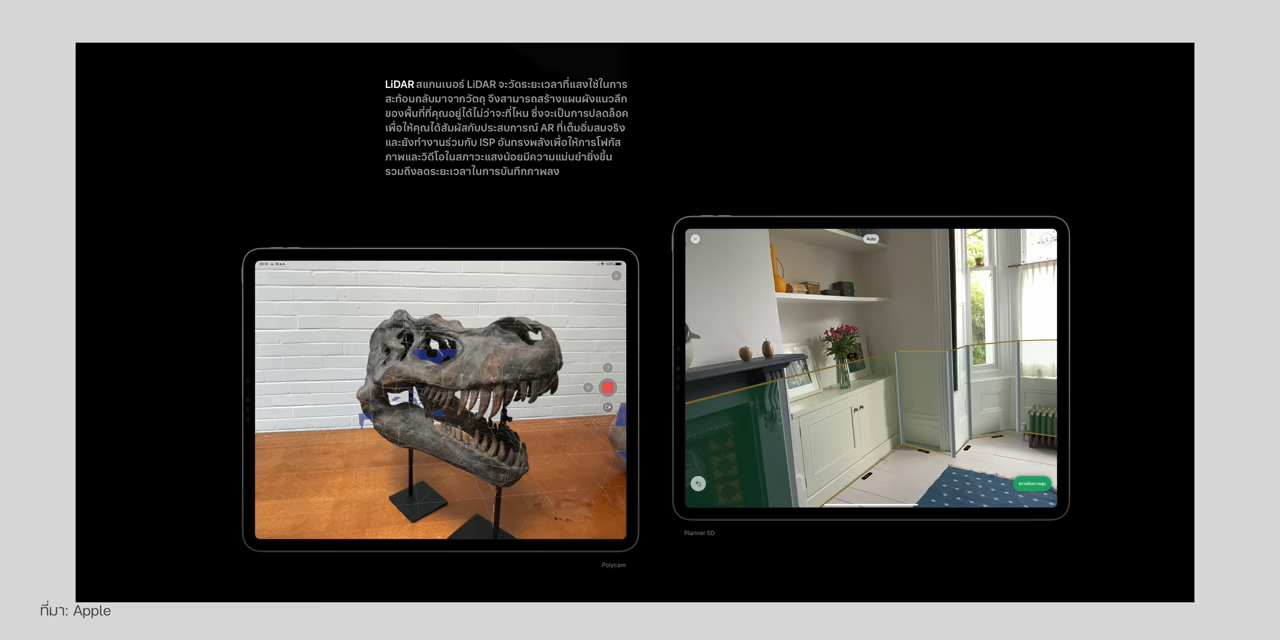 LiDAR สแกนเนอร์ LiDAR จะวัดระยะเวลาที่แสงใช้ในการ
สะท้อนกลับมาจากวัตถุ จึงสามารถสร้างแผนผังแนวลึก
ของพื้นที่ที่คุณอยู่ได้ไม่ว่าจะที่ไหน ซึ่งจะเป็นการปลดล็อค
เพื่อให้คุณได้สัมผัสกับประสบการณ์ AR ที่เต็มอิ่มสมจริง
และยังทำงานร่วมกับ ISP อันทรงพลังเพื่อให้การโฟกัส
ภาพและวิดีโอในสภาวะแสงน้อยมีความแม่นยำยิ่งขึ้น
รวมถึงลดระยะเวลาในการบันทึกภาพลง
Auto
Planner 5D
Polycam
ที่มา: Apple